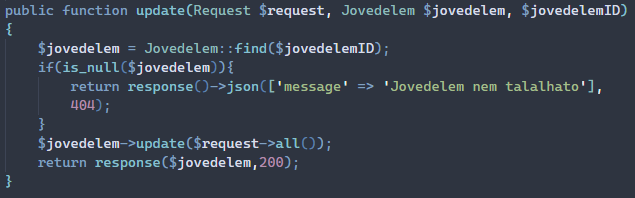 public function update(Request $request, Jovedelem $jovedelem, $jovedelemID)
{
    $jovedelem = Jovedelem::find($jovedelemID);
    if(is_null($jovedelem)){
        return response()->json(['message' => 'Jovedelem nem talalhato'],
        404);
    }
    $jovedelem->update($request->all());
    return response($jovedelem,200);
}